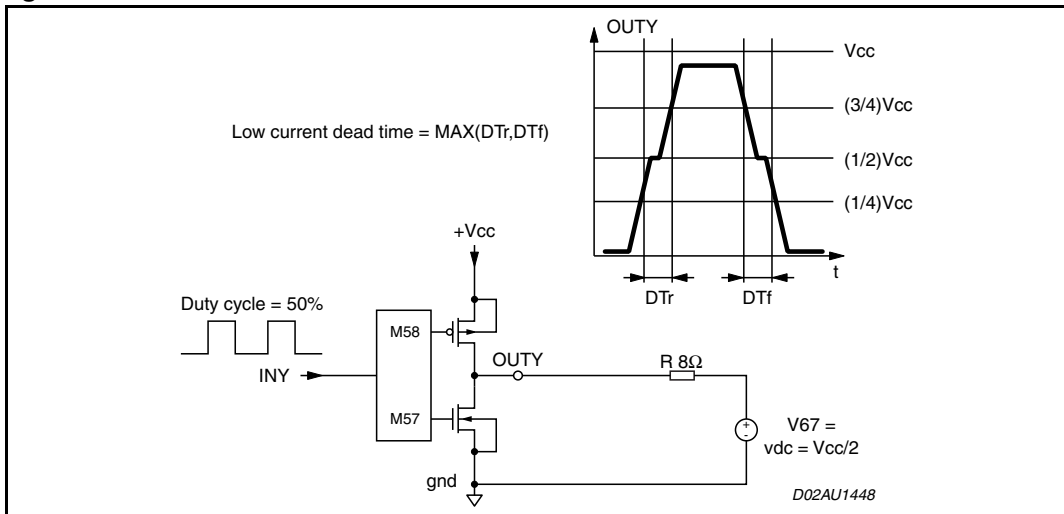 OUTY
Vcc
(3/4)Vcc
Low current dead time = MAX(DTr,DTf)
(1/2)Vcc
(1/4)Vcc
+Vcc
t
DTr
DTf
Duty cycle = 50%
M58
OUTY
R 8Ω
INY
M57
+
-
V67 =
vdc = Vcc/2
gnd
D02AU1448